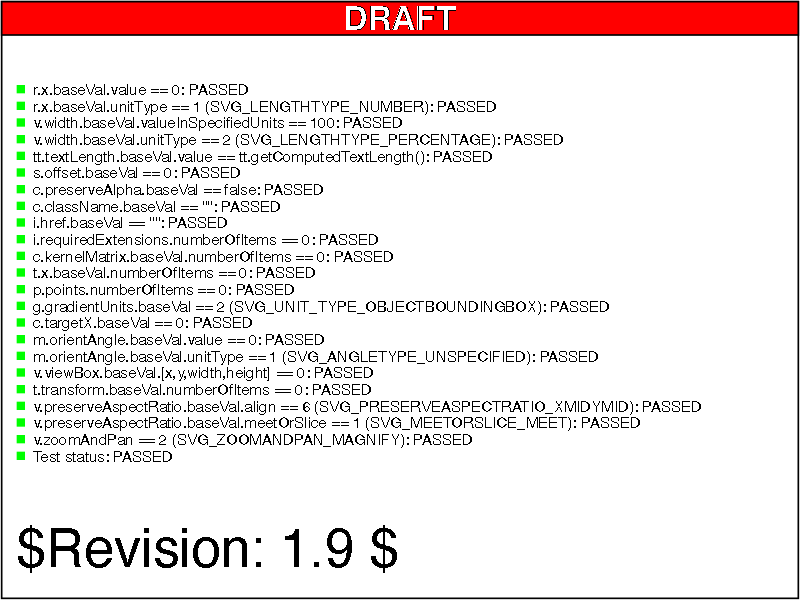 DRAFT
r.x.baseVal.value == 0: PASSED
r.x.baseVal.unitType == 1 (SVG_LENGTHTYPE_NUMBER): PASSED
v.width.baseVal.valueInSpecifiedUnits == 100: PASSED
v.width.baseVal.unitType == 2 (SVG_LENGTHTYPE_PERCENTAGE): PASSED
tt.textLength.baseVal.value == tt.getComputedTextLength(): PASSED
s.offset.baseVal == 0: PASSED
c.preserveAlpha.baseVal == false: PASSED
c.className.baseVal == "": PASSED
i.href.baseVal == "": PASSED
i.requiredExtensions.numberOfItems == 0: PASSED
c.kernelMatrix.baseVal.numberOfItems == 0: PASSED
t.x.baseVal.numberOfItems == 0: PASSED
p.points.numberOfItems == 0: PASSED
g.gradientUnits.baseVal == 2 (SVG_UNIT_TYPE_OBJECTBOUNDINGBOX): PASSED
c.targetX.baseVal == 0: PASSED
m.orientAngle.baseVal.value == 0: PASSED
m.orientAngle.baseVal.unitType == 1 (SVG_ANGLETYPE_UNSPECIFIED): PASSED
v.viewBox.baseVal.[x,y,width,height] == 0: PASSED
t.transform.baseVal.numberOfItems == 0: PASSED
v.preserveAspectRatio.baseVal.align == 6 (SVG_PRESERVEASPECTRATIO_XMIDYMID): PASSED
v.preserveAspectRatio.baseVal.meetOrSlice == 1 (SVG_MEETORSLICE_MEET): PASSED
v.zoomAndPan == 2 (SVG_ZOOMANDPAN_MAGNIFY): PASSED
Test status: PASSED
$Revision: 1.9 $